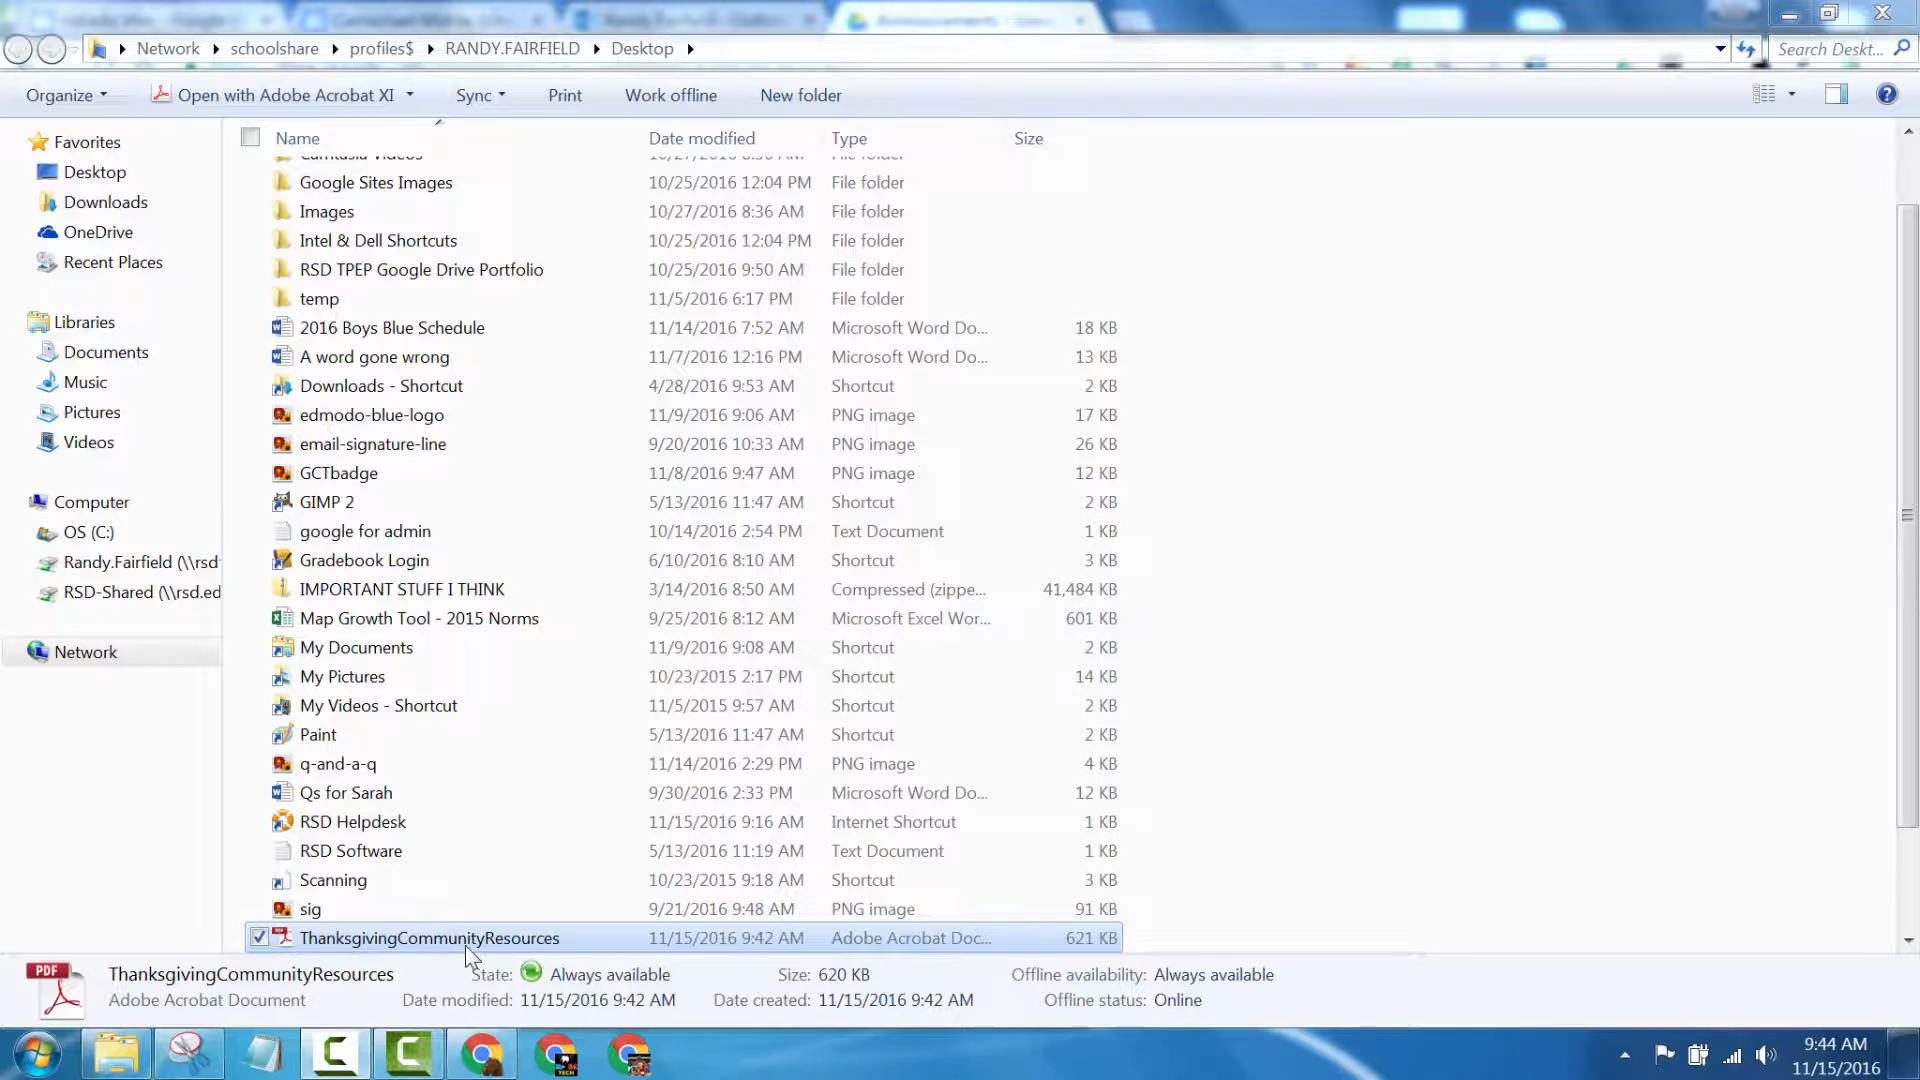 Network schoolshare profiles$ RANDY.FAIRFIELD Desktop Search Deskt...
Organize Open with Adobe Acrobat XI Sync Print Work offline New folder
Name Date modified Type Size
Favorites
Desktop
Downloads
OneDrive
Recent Places
Libraries
Documents
Music
Pictures
Videos
Computer
OS (C:)
Randy.Fairfield (\\rsd
RSD-Shared (\\rsd.ed
Network
Camtasia Videos 10/27/2016 8:36 AM File folder
Google Sites Images 10/25/2016 12:04 PM File folder
Images 10/27/2016 8:36 AM File folder
Intel & Dell Shortcuts 10/25/2016 12:04 PM File folder
RSD TPEP Google Drive Portfolio 10/25/2016 9:50 AM File folder
temp 11/5/2016 6:17 PM File folder
2016 Boys Blue Schedule 11/14/2016 7:52 AM Microsoft Word Do... 18 KB
A word gone wrong 11/7/2016 12:16 PM Microsoft Word Do... 13 KB
Downloads - Shortcut 4/28/2016 9:53 AM Shortcut 2 KB
edmodo-blue-logo 11/9/2016 9:06 AM PNG image 17 KB
email-signature-line 9/20/2016 10:33 AM PNG image 26 KB
GCTbadge 11/8/2016 9:47 AM PNG image 12 KB
GIMP 2 5/13/2016 11:47 AM Shortcut 2 KB
google for admin 10/14/2016 2:54 PM Text Document 1 KB
Gradebook Login 6/10/2016 8:10 AM Shortcut 3 KB
IMPORTANT STUFF I THINK 3/14/2016 8:50 AM Compressed (zippe... 41,484 KB
Map Growth Tool - 2015 Norms 9/25/2016 8:12 AM Microsoft Excel Wor... 601 KB
My Documents 11/9/2016 9:08 AM Shortcut 2 KB
My Pictures 10/23/2015 2:17 PM Shortcut 14 KB
My Videos - Shortcut 11/5/2015 9:57 AM Shortcut 2 KB
Paint 5/13/2016 11:47 AM Shortcut 2 KB
q-and-a-q 11/14/2016 2:29 PM PNG image 4 KB
Qs for Sarah 9/30/2016 2:33 PM Microsoft Word Do... 12 KB
RSD Helpdesk 11/15/2016 9:16 AM Internet Shortcut 1 KB
RSD Software 5/13/2016 11:19 AM Text Document 1 KB
Scanning 10/23/2015 9:18 AM Shortcut 3 KB
sig 9/21/2016 9:48 AM PNG image 91 KB
ThanksgivingCommunityResources 11/15/2016 9:42 AM Adobe Acrobat Doc... 621 KB
PDF
ThanksgivingCommunityResources State: Always available Size: 620 KB Offline availability: Always available
Adobe Acrobat Document Date modified: 11/15/2016 9:42 AM Date created: 11/15/2016 9:42 AM Offline status: Online
9:44 AM
11/15/2016